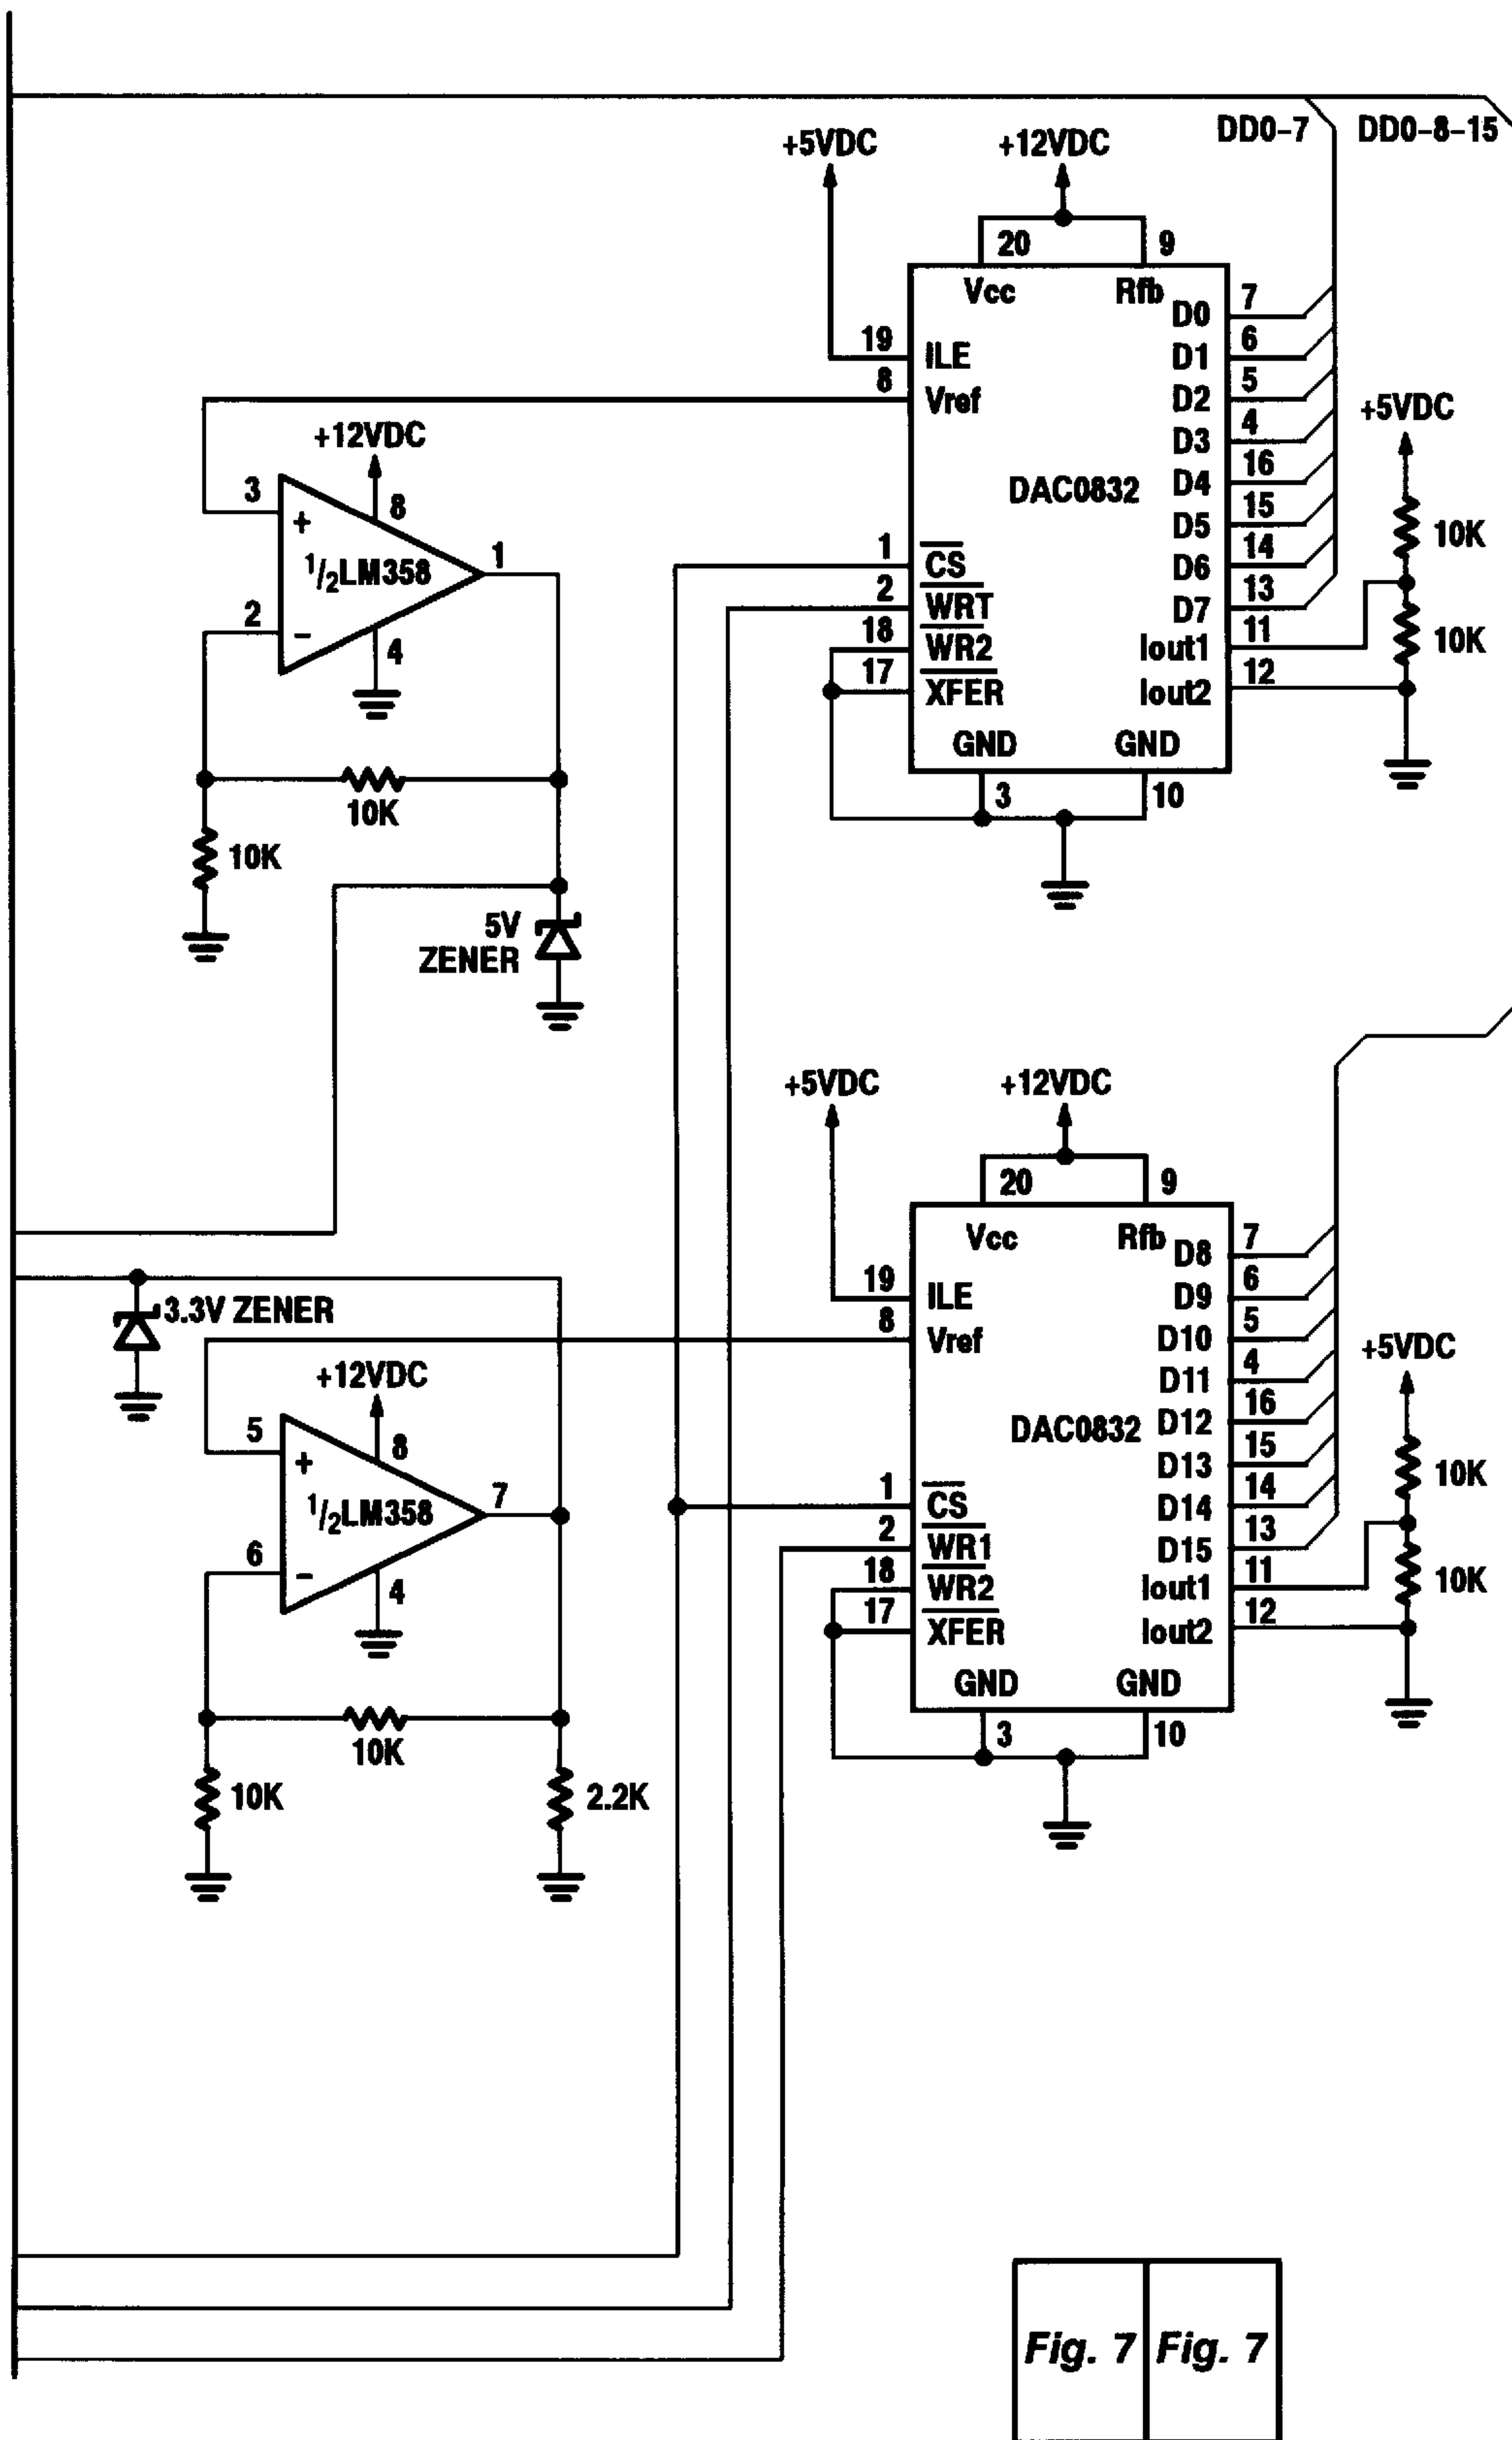 DD0-7 DD0-8-15
+5VDC +12VDC
20 9
Vcc Rfb
D0 7
19 ILE
D1 6
8 Vref
D2 5
+5VDC
+12VDC
D3 4
3 + 8
DAC0832
D4 16
10K
D5 15
1/2LM358 1
1 CS
D6 14
2 WRT
D7 13
2 - 4
18 WR2
Iout1 11
10K
17 XFER
Iout2 12
GND GND
3 10
10K
10K
5V
ZENER
+5VDC +12VDC
20 9
Vcc Rfb
D8 7
19 ILE
D9 6
3.3V ZENER
8 Vref
D10 5
+5VDC
+12VDC
D11 4
5 + 8
DAC0832
D12 16
D13 15
10K
1/2LM358 7
1 CS
D14 14
2 WR1
D15 13
6 - 4
18 WR2
Iout1 11
10K
17 XFER
Iout2 12
GND GND
3 10
10K
10K 2.2K
Fig. 7 Fig. 7